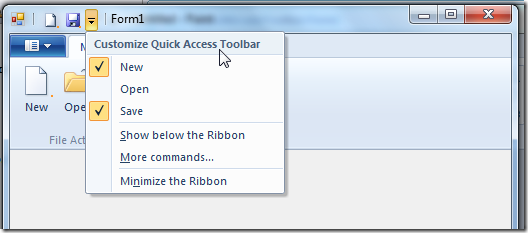 Form1
Customize Quick Access Toolbar
New
Open
Save
Show below the Ribbon
More commands...
Minimize the Ribbon
New
Ope
File Act